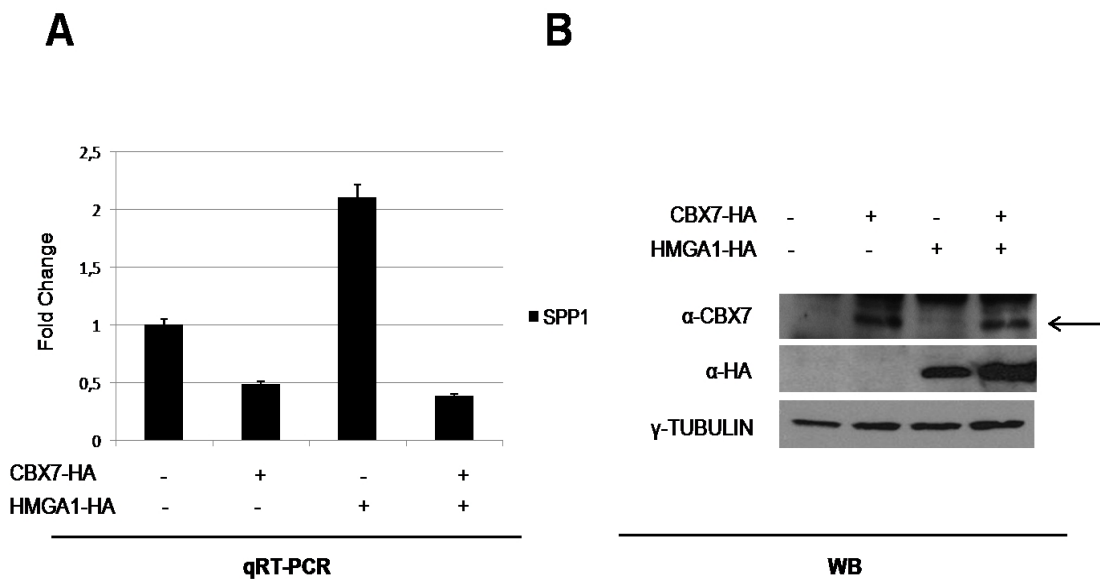 A
B
2,5
2
1,5
1
0,5
0
Fold Change
SPP1
CBX7-HA - + - +
HMGA1-HA - - + +
qRT-PCR
CBX7-HA - + - +
HMGA1-HA - - + +
α-CBX7
α-HA
γ-TUBULIN
WB